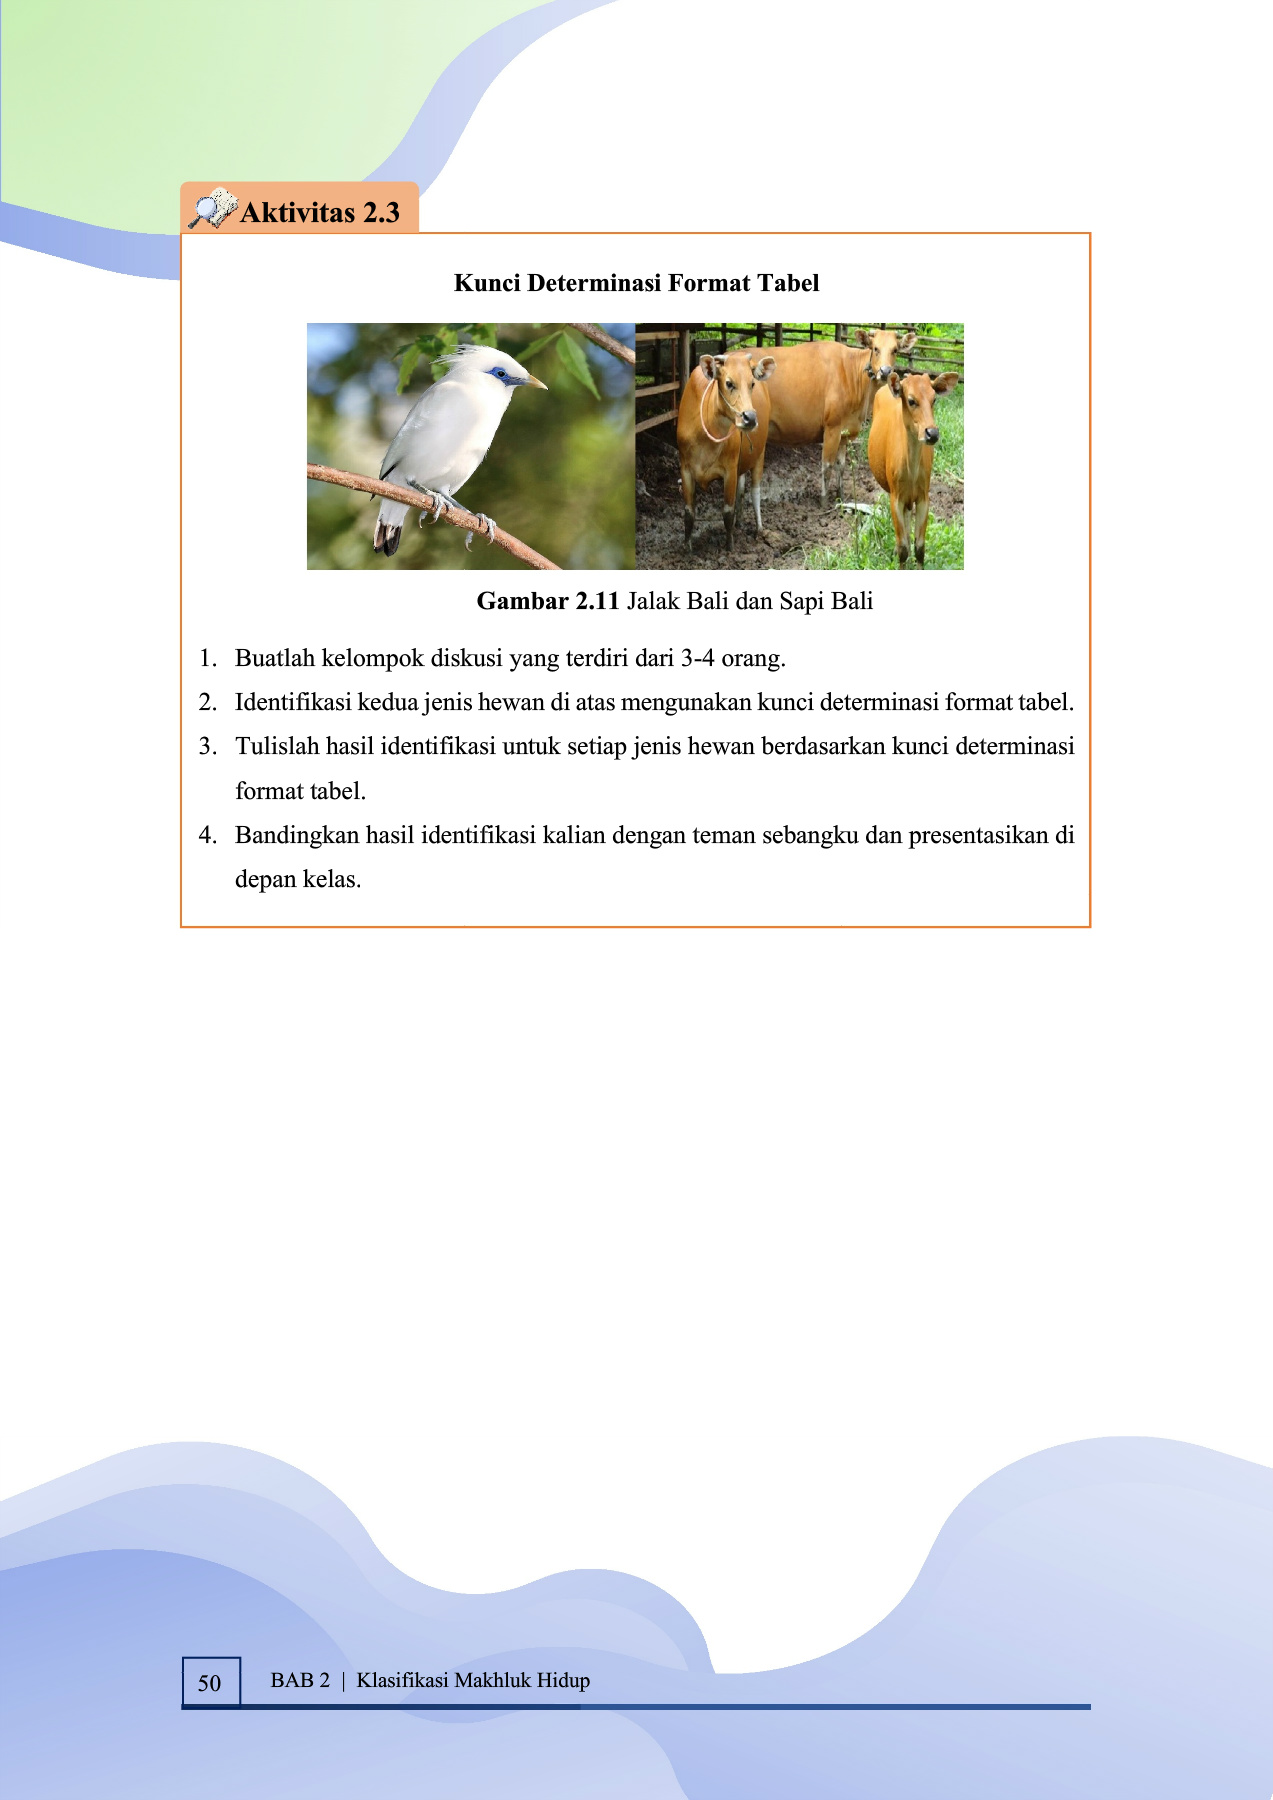 Aktivitas 2.3
Kunci Determinasi Format Tabel
Gambar 2.11 Jalak Bali dan Sapi Bali
1. Buatlah kelompok diskusi yang terdiri dari 3-4 orang.
2. Identifikasi kedua jenis hewan di atas mengunakan kunci determinasi format tabel.
3. Tulislah hasil identifikasi untuk setiap jenis hewan berdasarkan kunci determinasi
format tabel.
4. Bandingkan hasil identifikasi kalian dengan teman sebangku dan presentasikan di
depan kelas.
50
BAB 2 | Klasifikasi Makhluk Hidup